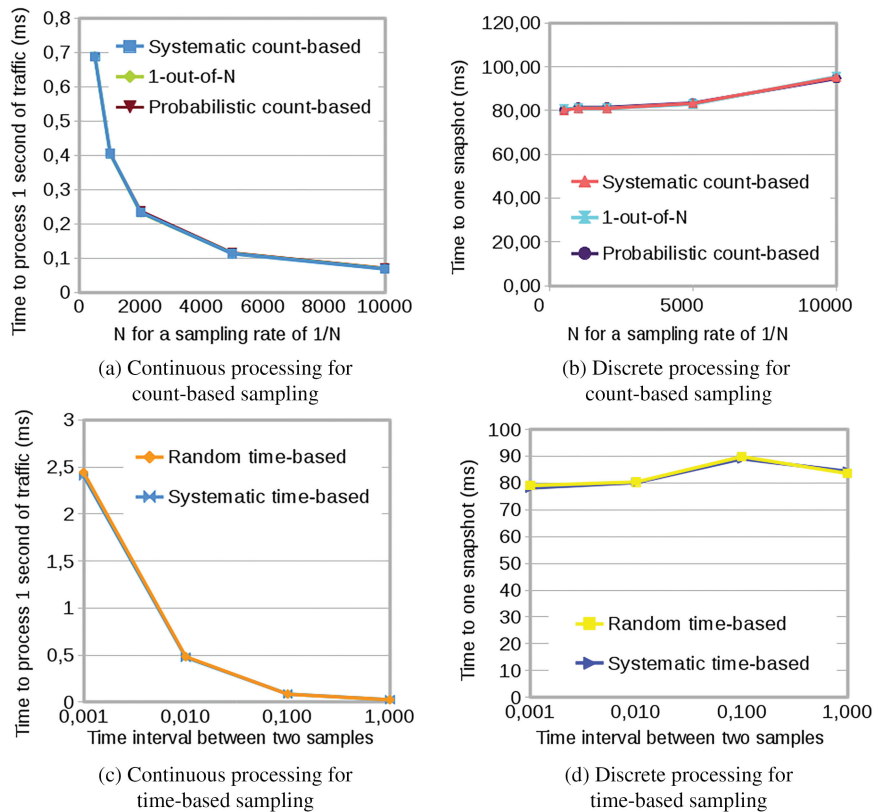 Time to process 1 second of traffic (ms)
0,8
0,7
0,6
0,5
0,4
0,3
0,2
0,1
0
Systematic count-based
1-out-of-N
Probabilistic count-based
0 2000 4000 6000 8000 10000
N for a sampling rate of 1/N
(a) Continuous processing for
count-based sampling
Time to one snapshot (ms)
120,00
100,00
80,00
60,00
40,00
20,00
0,00
Systematic count-based
1-out-of-N
Probabilistic count-based
0 5000 10000
N for a sampling rate of 1/N
(b) Discrete processing for
count-based sampling
Time to process 1 second of traffic (ms)
3
2,5
2
1,5
1
0,5
0
Random time-based
Systematic time-based
0,001 0,010 0,100 1,000
Time interval between two samples
(c) Continuous processing for
time-based sampling
Time to one snapshot (ms)
100
90
80
70
60
50
40
30
20
10
0
Random time-based
Systematic time-based
0,001 0,010 0,100 1,000
Time interval between two samples
(d) Discrete processing for
time-based sampling